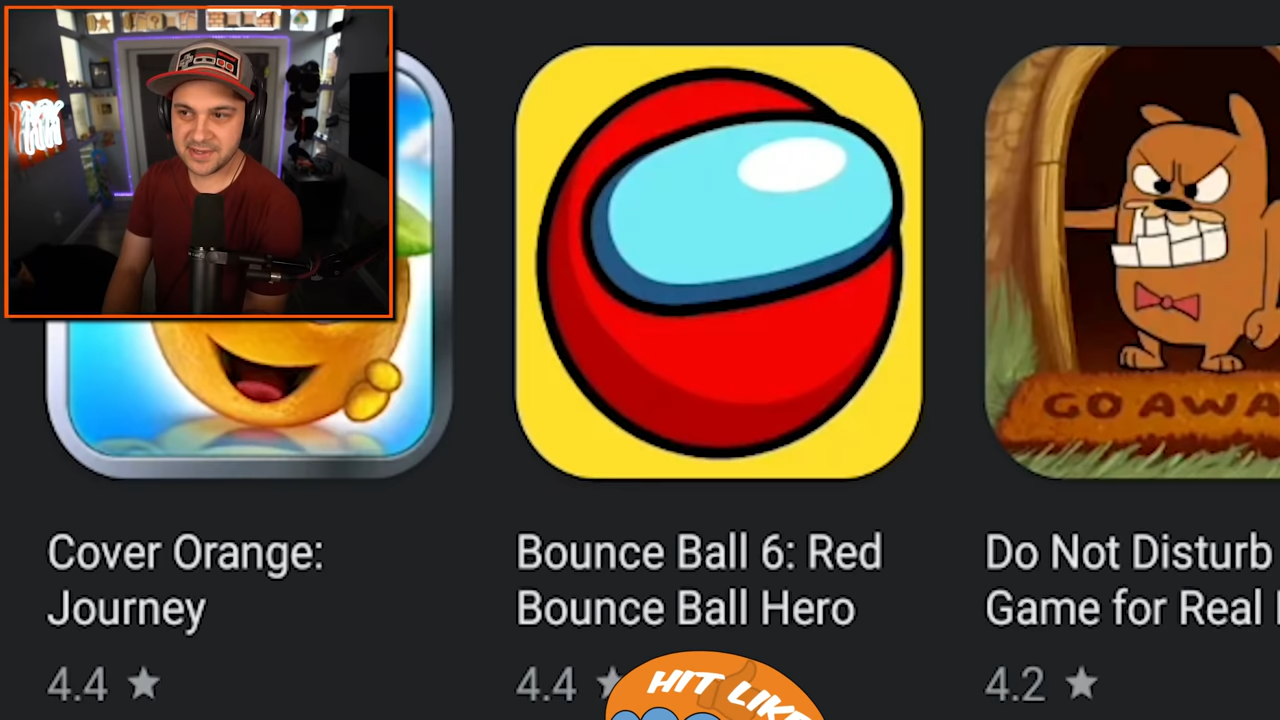 GO AWA
Cover Orange:
Journey
4.4
Bounce Ball 6: Red
Bounce Ball Hero
4.4
Do Not Disturb
Game for Real
4.2
HIT LIKE